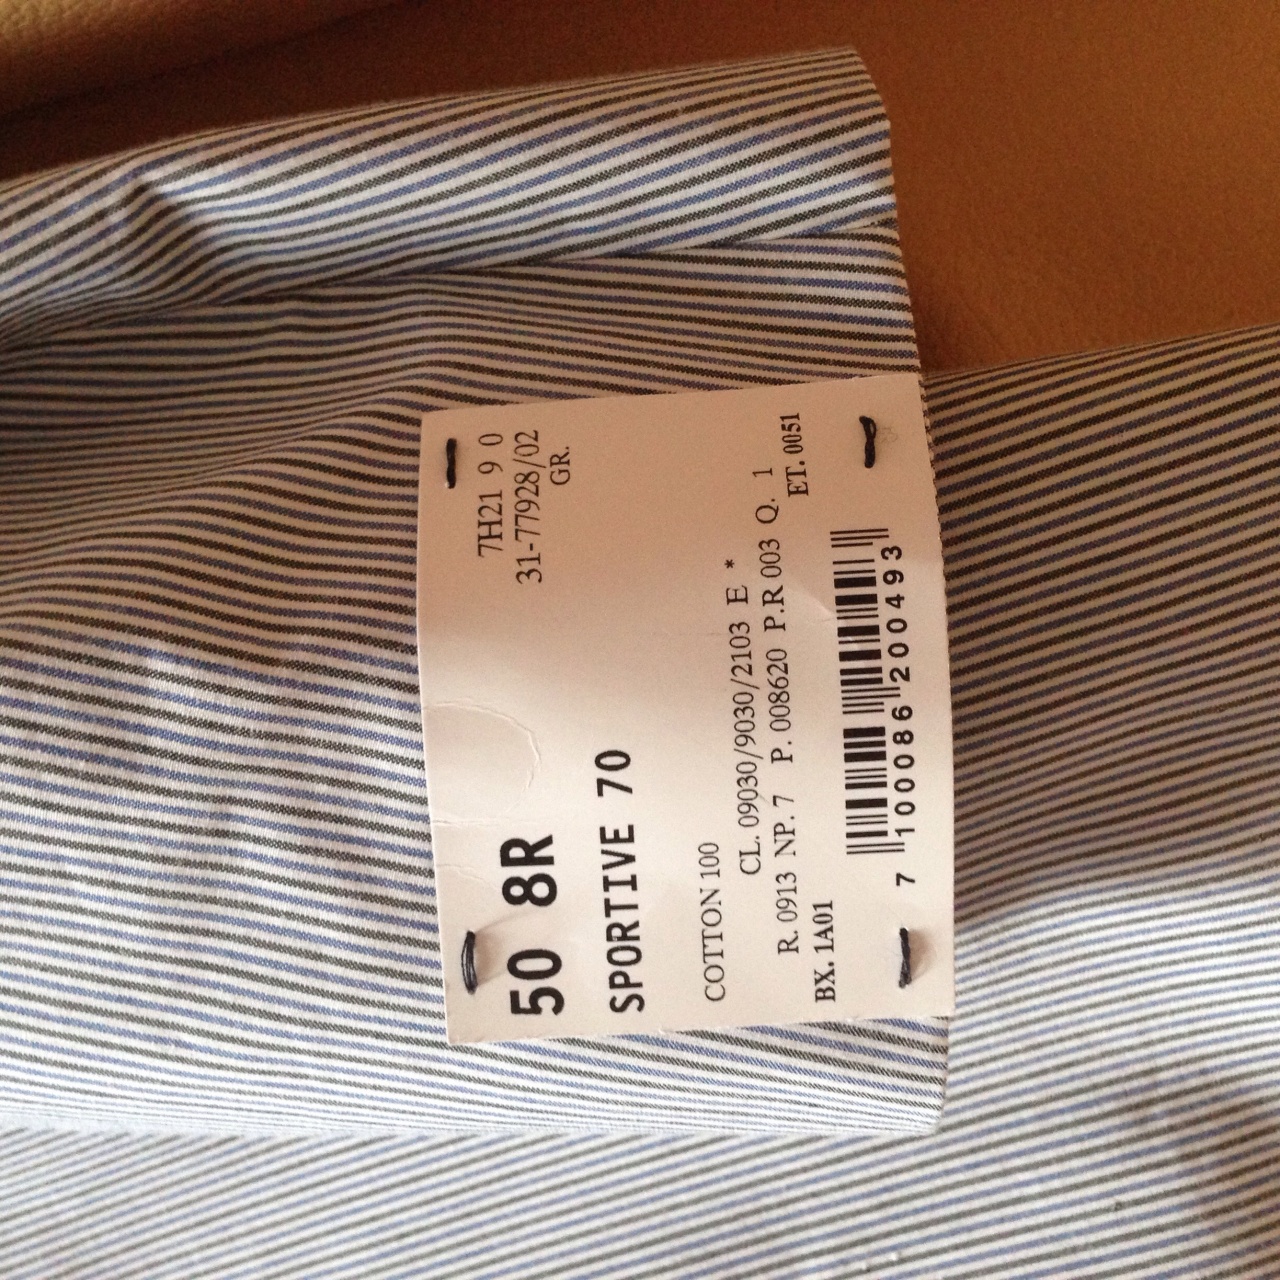 7H21 9 0
31-77928/02
GR.
50 8R
SPORTIVE 70
COTTON 100
CL. 09030/9030/2103 E *
R. 0913 NP. 7 P. 008620 P.R 003 Q. 1
BX. 1A01 ET. 0051
7 100086 200493